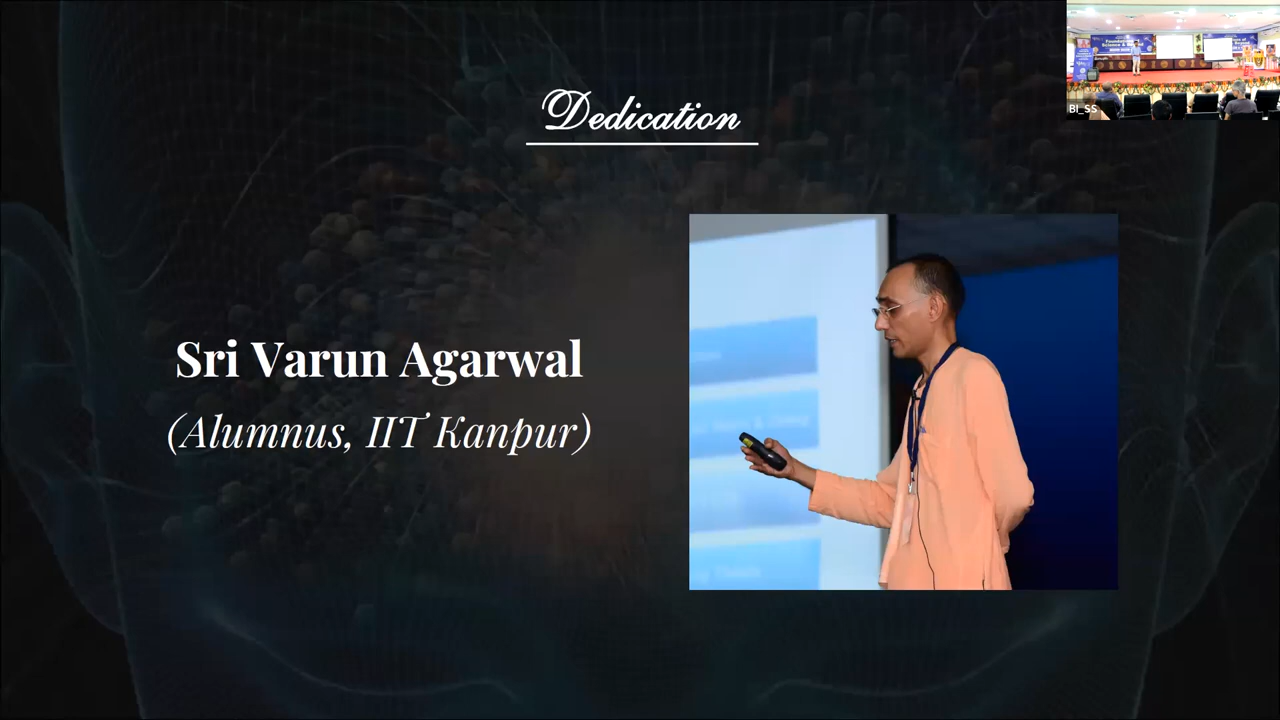 Dedication
Sri Varun Agarwal
(Alumnus, IIT Kanpur)
BI_SS